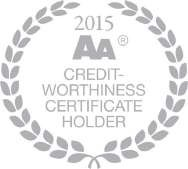 2015
AA®
CREDIT-
WORTHINESS
CERTIFICATE
HOLDER